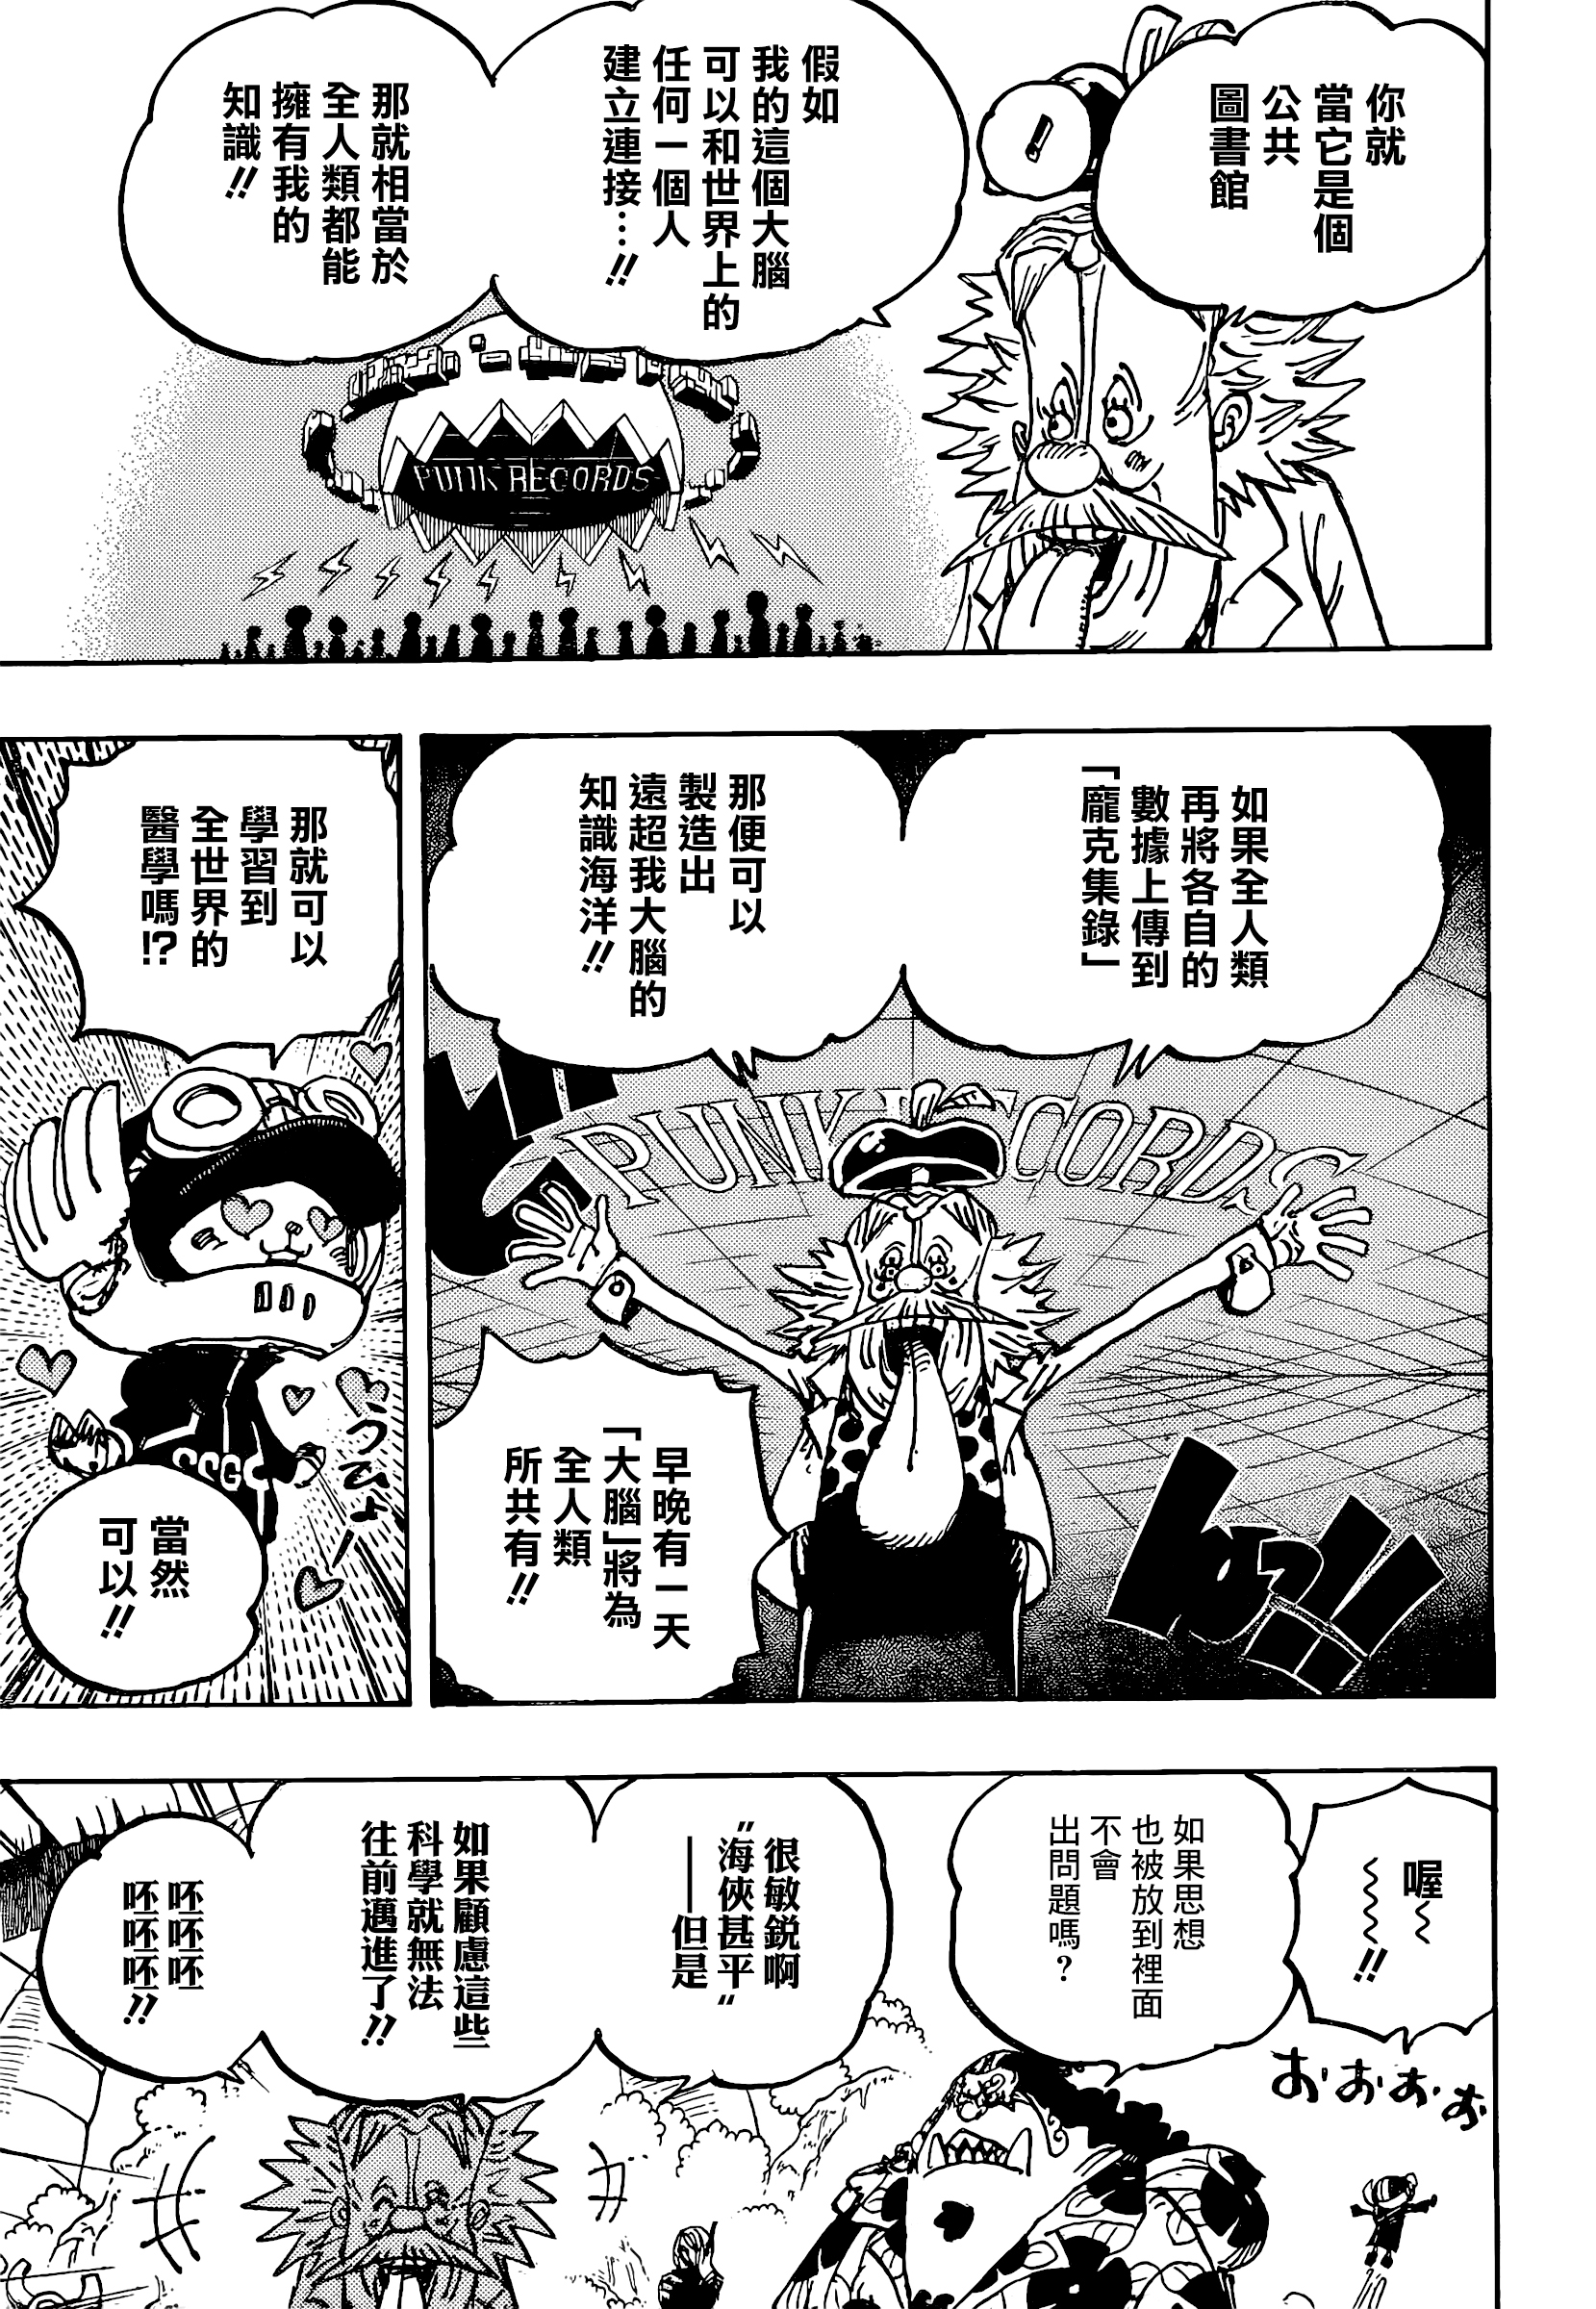 你就
當它是個
公共
圖書館
假如
我的這個大腦
可以和世界上的
任何一個人
建立連接…!!
那就相當於
全人類都能
擁有我的
知識!!
PUNK RECORDS
如果全人類
再將各自的
數據上傳到
「龐克集錄」
那便可以
製造出
遠超我大腦的
知識海洋!!
PUNK RECORDS
早晚有一天
「大腦」將為
全人類
所共有!!
那就可以
學習到
全世界的
醫學嗎!?
SSGC
當然
可以!!
喔~
~~~!!
おおおお
如果思想
也被放到裡面
不會
出問題嗎？
很敏銳啊
“海俠甚平”
——但是
如果顧慮這些
科學就無法
往前邁進了!!
呸呸呸
呸呸呸!!